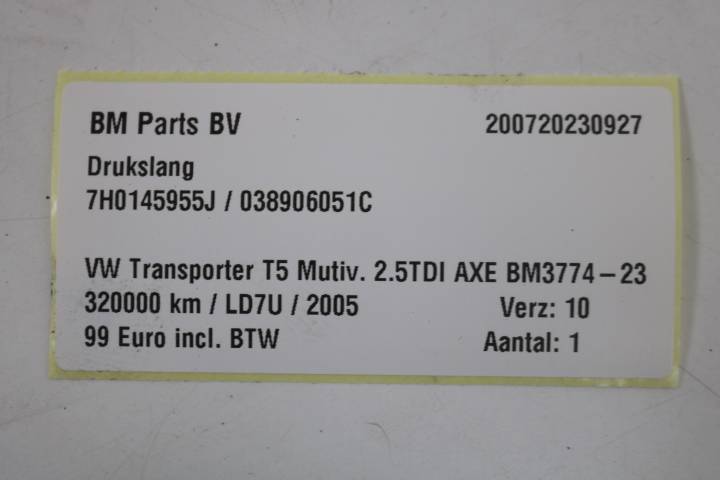 BM Parts BV 200720230927
Drukslang
7H0145955J / 038906051C
VW Transporter T5 Mutiv. 2.5TDI AXE BM3774-23
320000 km / LD7U / 2005 Verz: 10
99 Euro incl. BTW Aantal: 1